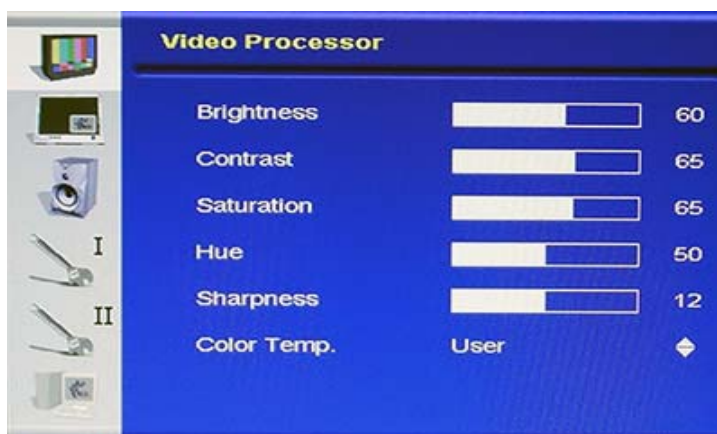 Video Processor
Brightness 60
Contrast 65
Saturation 65
I Hue 50
Sharpness 12
II
Color Temp. User